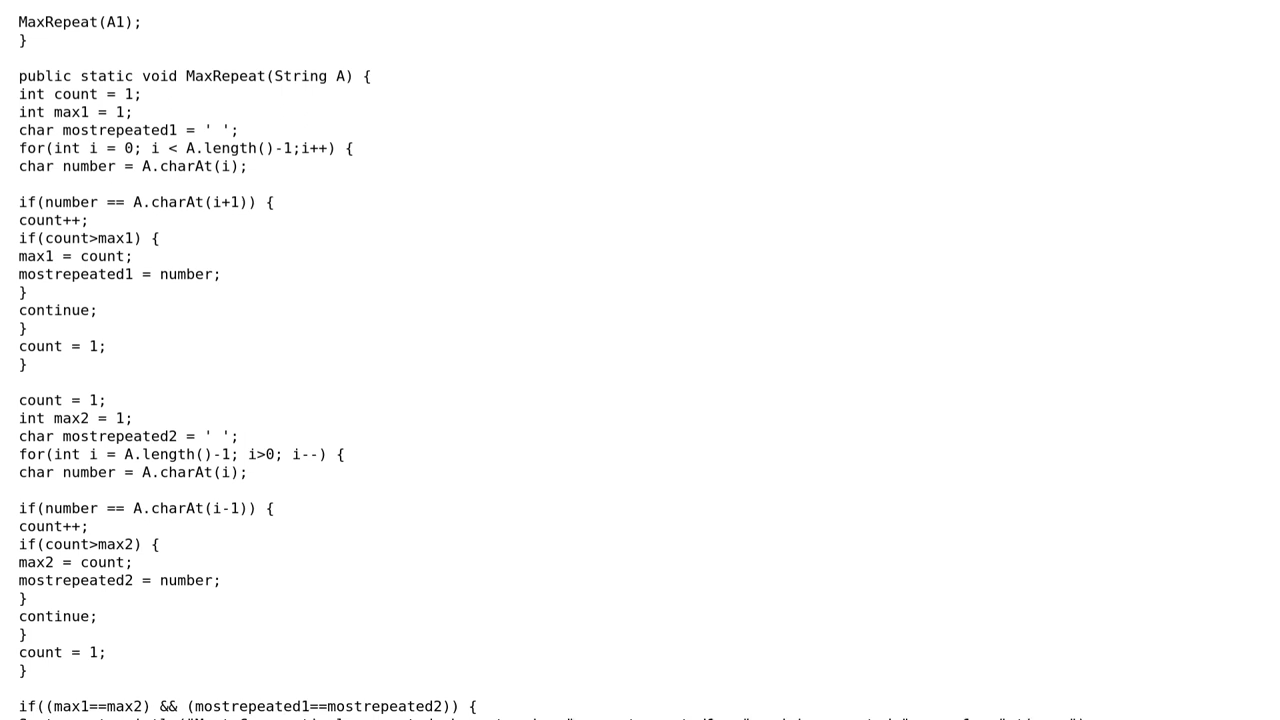 MaxRepeat(A1);
}
public static void MaxRepeat(String A) {
int count = 1;
int max1 = 1;
char mostrepeated1 = ' ';
for(int i = 0; i < A.length()-1;i++) {
char number = A.charAt(i);
if(number == A.charAt(i+1)) {
count++;
if(count>max1) {
max1 = count;
mostrepeated1 = number;
}
continue;
}
count = 1;
}
count = 1;
int max2 = 1;
char mostrepeated2 = ' ';
for(int i = A.length()-1; i>0; i--) {
char number = A.charAt(i);
if(number == A.charAt(i-1)) {
count++;
if(count>max2) {
max2 = count;
mostrepeated2 = number;
}
continue;
}
count = 1;
}
if((max1==max2) && (mostrepeated1==mostrepeated2)) {